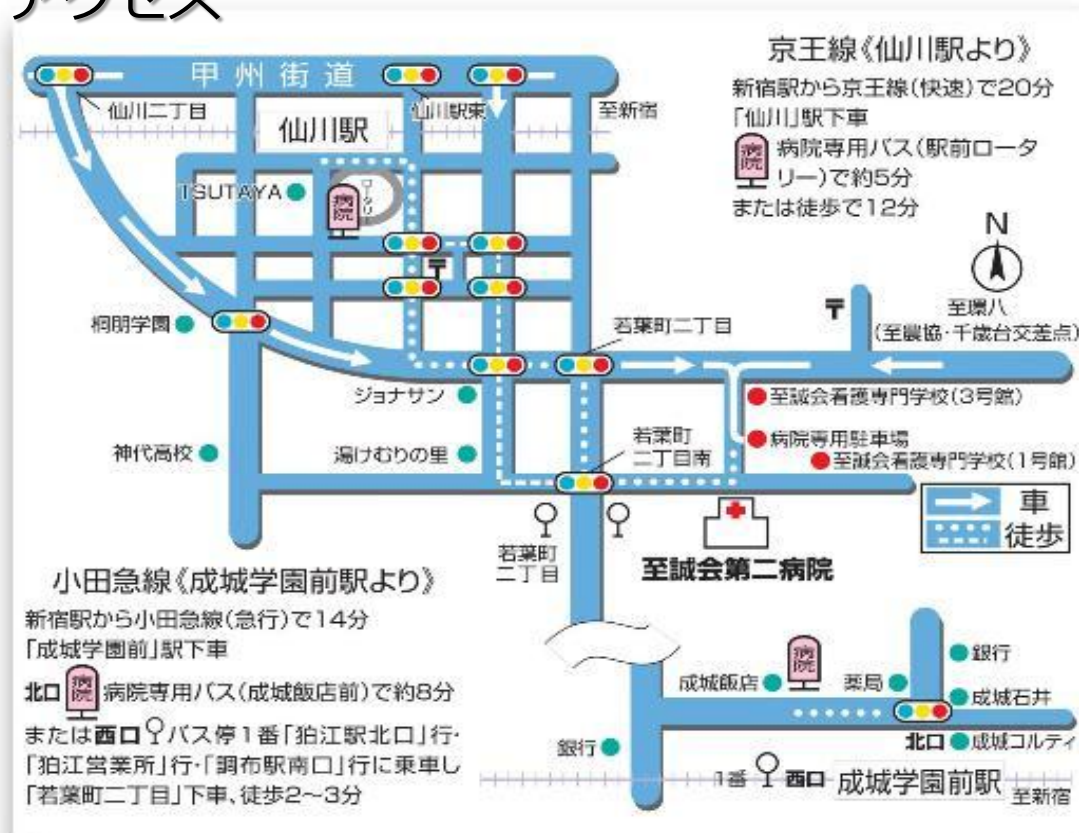 アクセス
京王線《仙川駅より》
新宿駅から京王線(快速)で20分
「仙川」駅下車
病院
病院専用バス(駅前ロータ
リー)で約5分
または徒歩で12分
甲州街道
仙川二丁目
仙川駅東
至新宿
仙川駅
TSUTAYA
病院
ロータリー
N
〒
〒
至環八
(至農協・千歳台交差点)
桐朋学園
若葉町二丁目
ジョナサン
至誠会看護専門学校(3号館)
神代高校
湯けむりの里
若葉町
二丁目南
病院専用駐車場
至誠会看護専門学校(1号館)
車
徒歩
若葉町
二丁目
至誠会第二病院
小田急線《成城学園前駅より》
新宿駅から小田急線(急行)で14分
「成城学園前」駅下車
北口
病院
病院専用バス(成城飯店前)で約8分
または西口バス停1番「狛江駅北口」行・
「狛江営業所」行・「調布駅南口」行に乗車し
「若葉町二丁目」下車、徒歩2~3分
成城飯店
病院
薬局
銀行
成城石井
北口
成城コルティ
銀行
1番
西口
成城学園前駅
至新宿